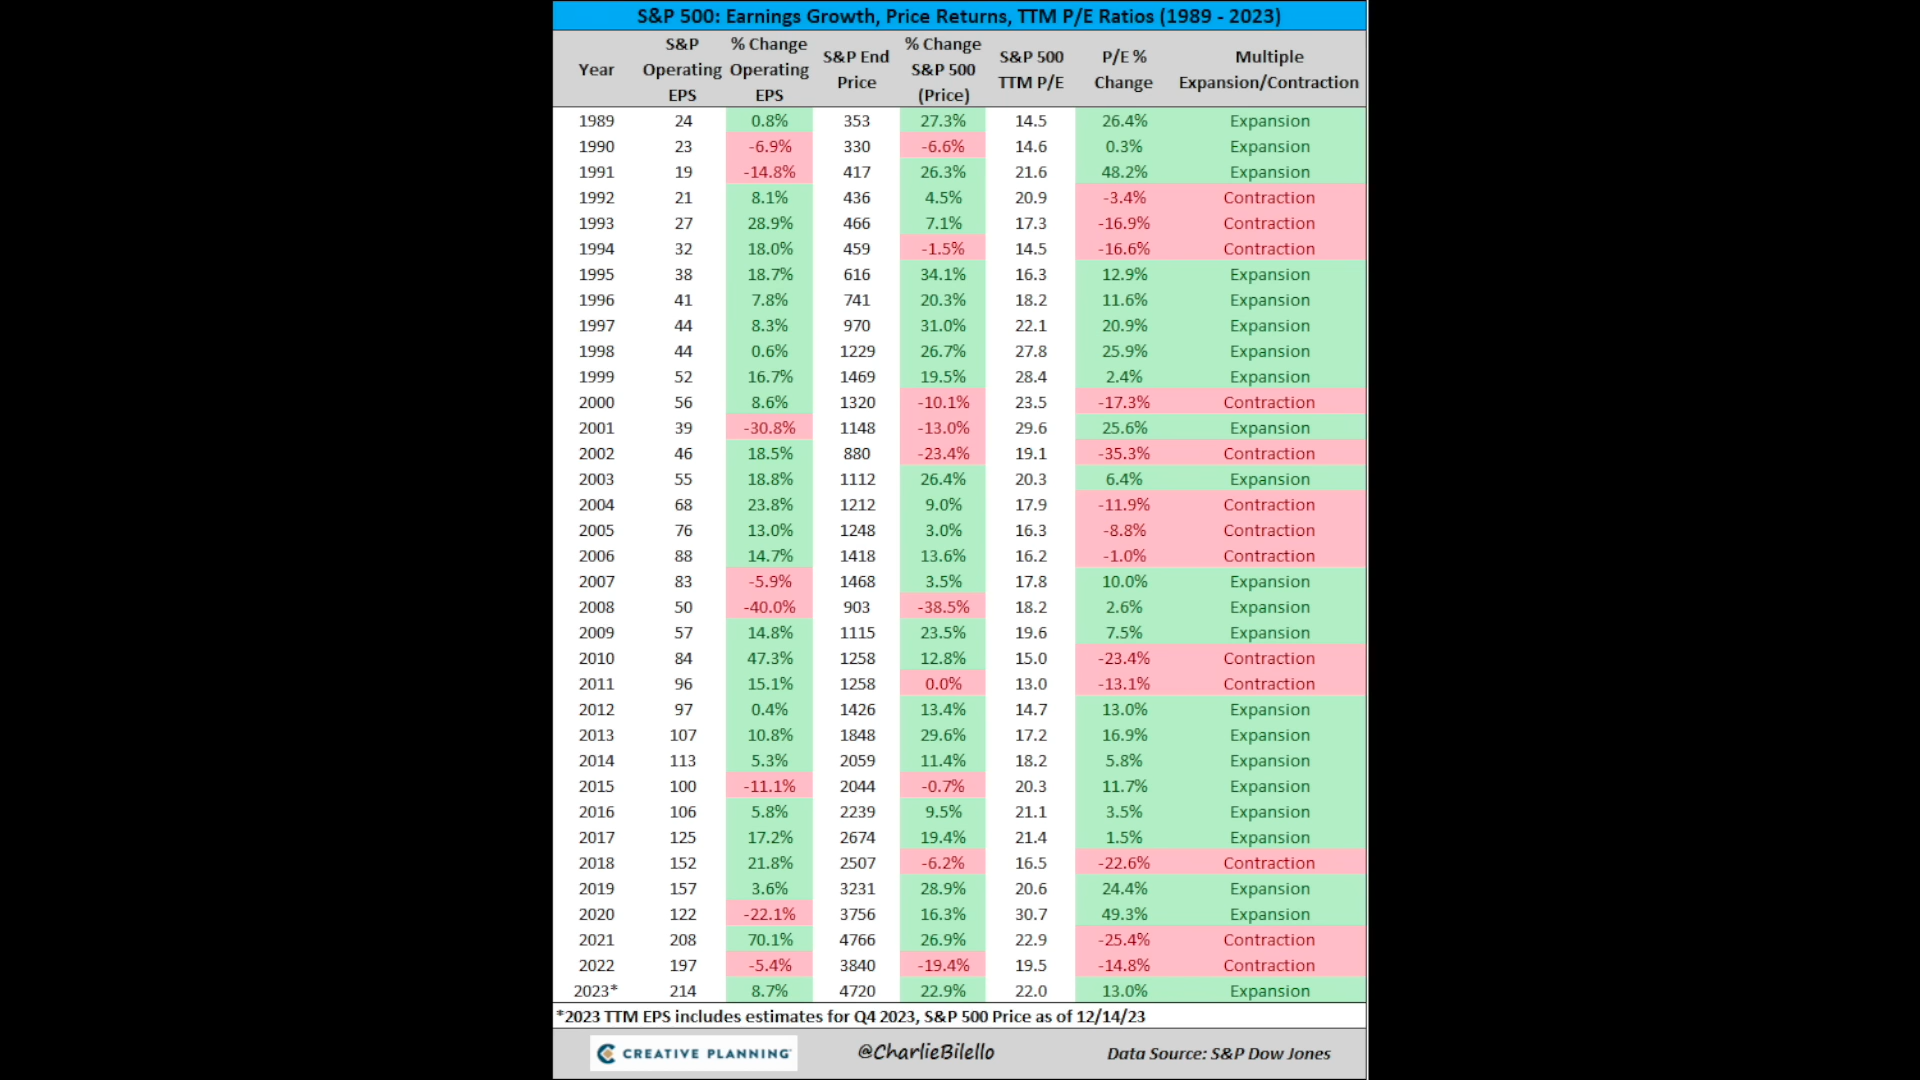 S&P 500: Earnings Growth, Price Returns, TTM P/E Ratios (1989 - 2023)
Year S&P Operating EPS % Change Operating EPS S&P End Price % Change S&P 500 (Price) S&P 500 TTM P/E P/E % Change Multiple Expansion/Contraction
1989 24 0.8% 353 27.3% 14.5 26.4% Expansion
1990 23 -6.9% 330 -6.6% 14.6 0.3% Expansion
1991 19 -14.8% 417 26.3% 21.6 48.2% Expansion
1992 21 8.1% 436 4.5% 20.9 -3.4% Contraction
1993 27 28.9% 466 7.1% 17.3 -16.9% Contraction
1994 32 18.0% 459 -1.5% 14.5 -16.6% Contraction
1995 38 18.7% 616 34.1% 16.3 12.9% Expansion
1996 41 7.8% 741 20.3% 18.2 11.6% Expansion
1997 44 8.3% 970 31.0% 22.1 20.9% Expansion
1998 44 0.6% 1229 26.7% 27.8 25.9% Expansion
1999 52 16.7% 1469 19.5% 28.4 2.4% Expansion
2000 56 8.6% 1320 -10.1% 23.5 -17.3% Contraction
2001 39 -30.8% 1148 -13.0% 29.6 25.6% Expansion
2002 46 18.5% 880 -23.4% 19.1 -35.3% Contraction
2003 55 18.8% 1112 26.4% 20.3 6.4% Expansion
2004 68 23.8% 1212 9.0% 17.9 -11.9% Contraction
2005 76 13.0% 1248 3.0% 16.3 -8.8% Contraction
2006 88 14.7% 1418 13.6% 16.2 -1.0% Contraction
2007 83 -5.9% 1468 3.5% 17.8 10.0% Expansion
2008 50 -40.0% 903 -38.5% 18.2 2.6% Expansion
2009 57 14.8% 1115 23.5% 19.6 7.5% Expansion
2010 84 47.3% 1258 12.8% 15.0 -23.4% Contraction
2011 96 15.1% 1258 0.0% 13.0 -13.1% Contraction
2012 97 0.4% 1426 13.4% 14.7 13.0% Expansion
2013 107 10.8% 1848 29.6% 17.2 16.9% Expansion
2014 113 5.3% 2059 11.4% 18.2 5.8% Expansion
2015 100 -11.1% 2044 -0.7% 20.3 11.7% Expansion
2016 106 5.8% 2239 9.5% 21.1 3.5% Expansion
2017 125 17.2% 2674 19.4% 21.4 1.5% Expansion
2018 152 21.8% 2507 -6.2% 16.5 -22.6% Contraction
2019 157 3.6% 3231 28.9% 20.6 24.4% Expansion
2020 122 -22.1% 3756 16.3% 30.7 49.3% Expansion
2021 208 70.1% 4766 26.9% 22.9 -25.4% Contraction
2022 197 -5.4% 3840 -19.4% 19.5 -14.8% Contraction
2023* 214 8.7% 4720 22.9% 22.0 13.0% Expansion
*2023 TTM EPS includes estimates for Q4 2023, S&P 500 Price as of 12/14/23
CREATIVE PLANNING @CharlieBilello Data Source: S&P Dow Jones